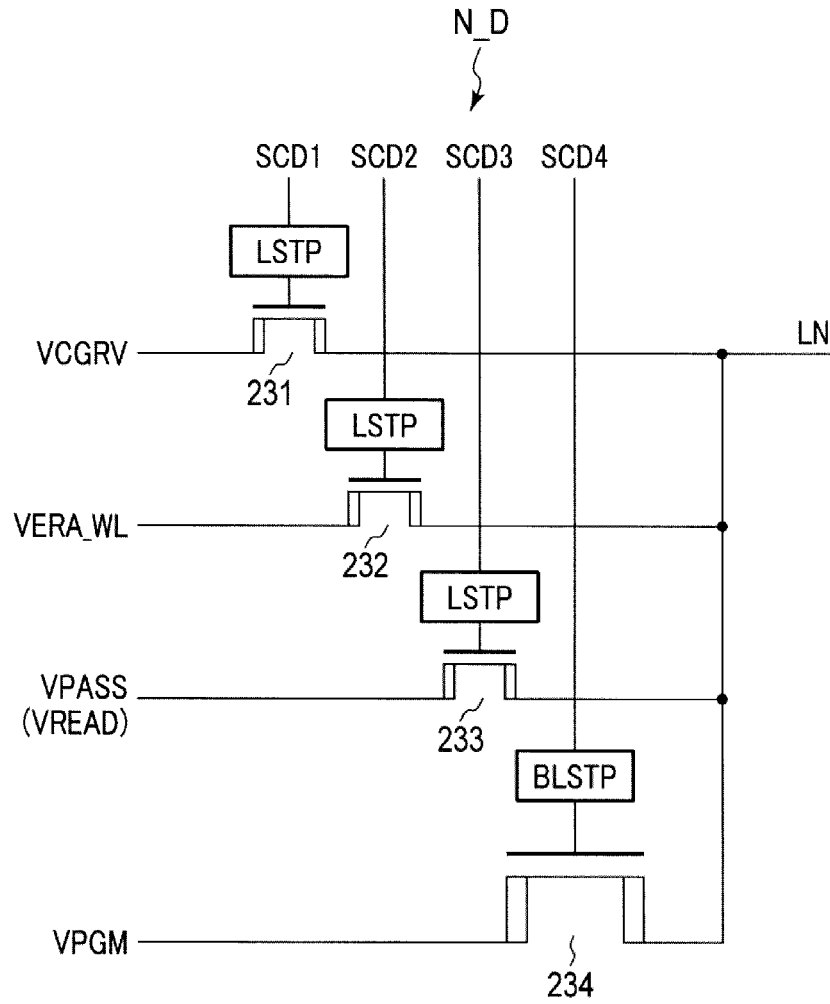 N_D
SCD1 SCD2 SCD3 SCD4
LSTP
VCGRV
LN
231
LSTP
VERA_WL
232
LSTP
VPASS
(VREAD)
233
BLSTP
VPGM
234